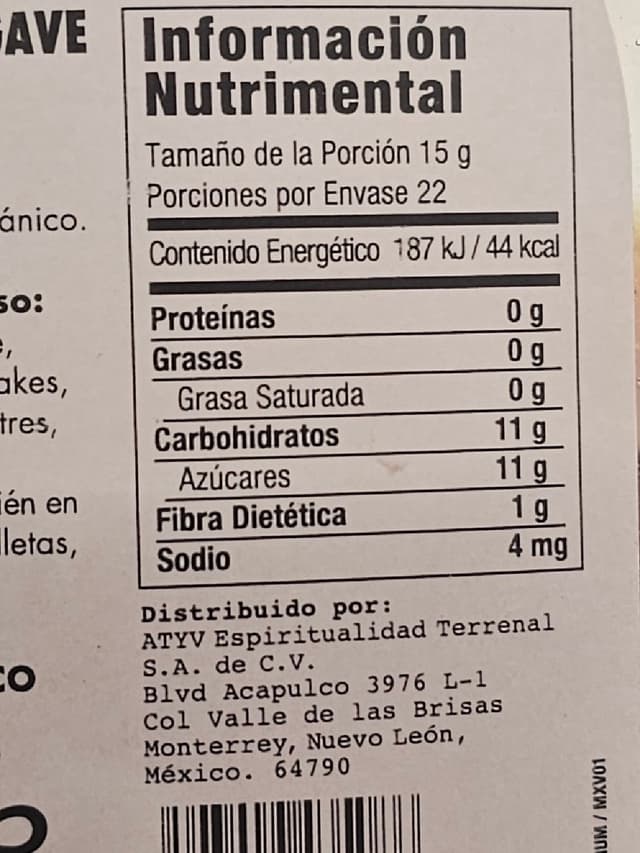 AVE
ánico.
so:
akes,
tres,
ién en
lletas,
Información
Nutrimental
Tamaño de la Porción 15 g
Porciones por Envase 22
Contenido Energético 187 kJ / 44 kcal
Proteínas 0 g
Grasas 0 g
Grasa Saturada 0 g
Carbohidratos 11 g
Azúcares 11 g
Fibra Dietética 1 g
Sodio 4 mg
Distribuido por:
ATYV Espiritualidad Terrenal
S.A. de C.V.
Blvd Acapulco 3976 L-1
Col Valle de las Brisas
Monterrey, Nuevo León,
México. 64790
UM / MXV01